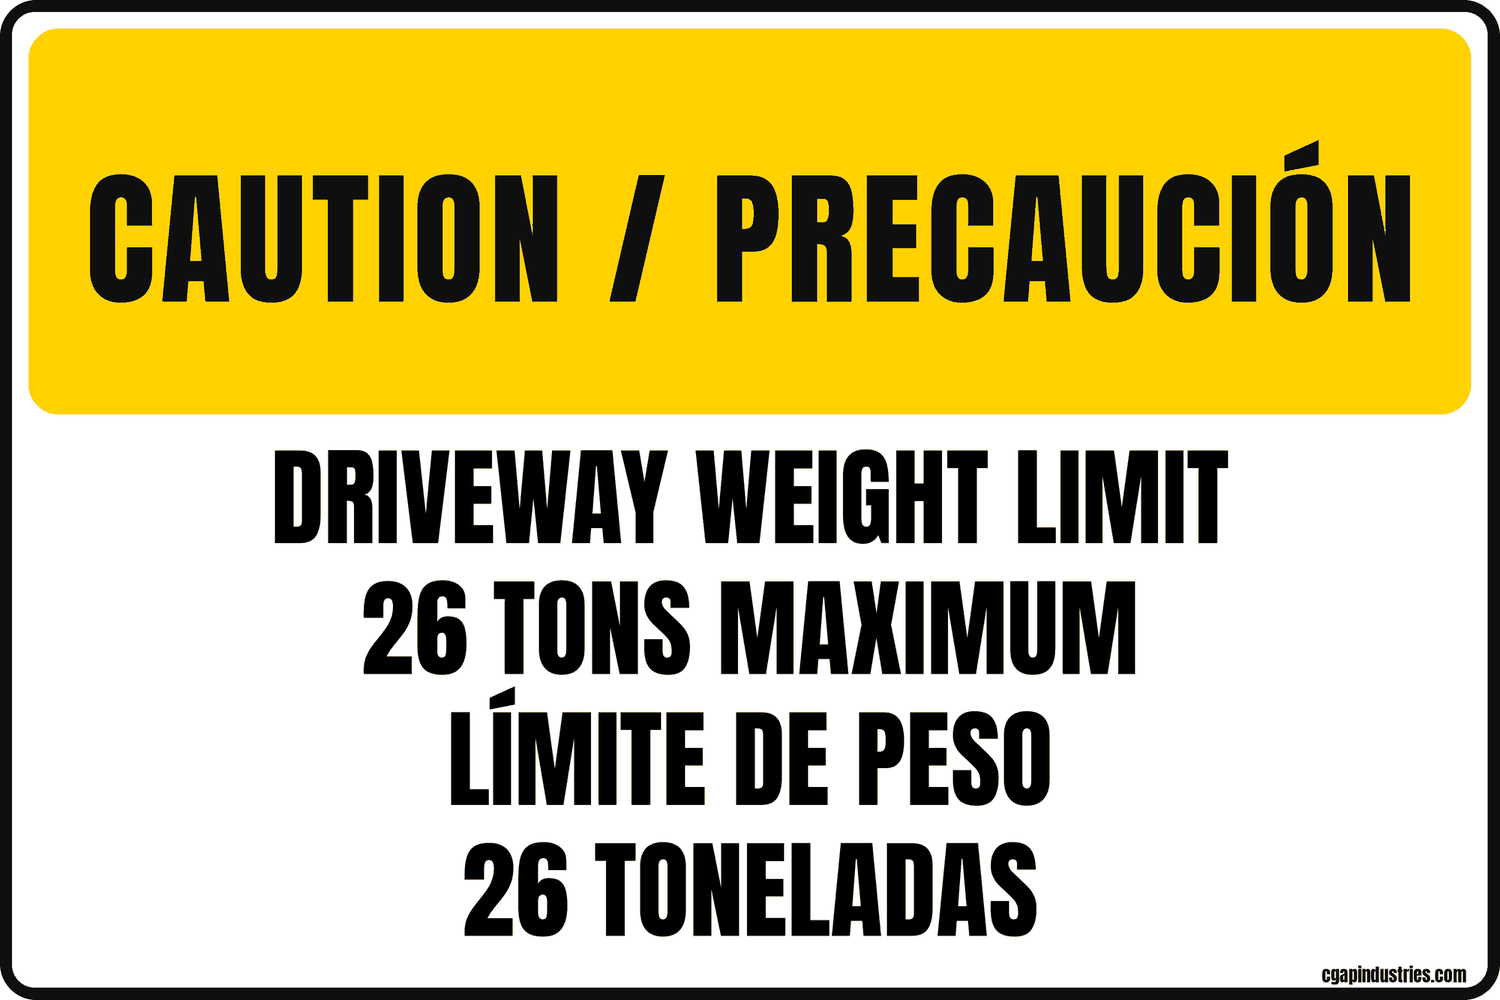 CAUTION / PRECAUCIÓN
DRIVEWAY WEIGHT LIMIT
26 TONS MAXIMUM
LÍMITE DE PESO
26 TONELADAS
cgapindustries.com